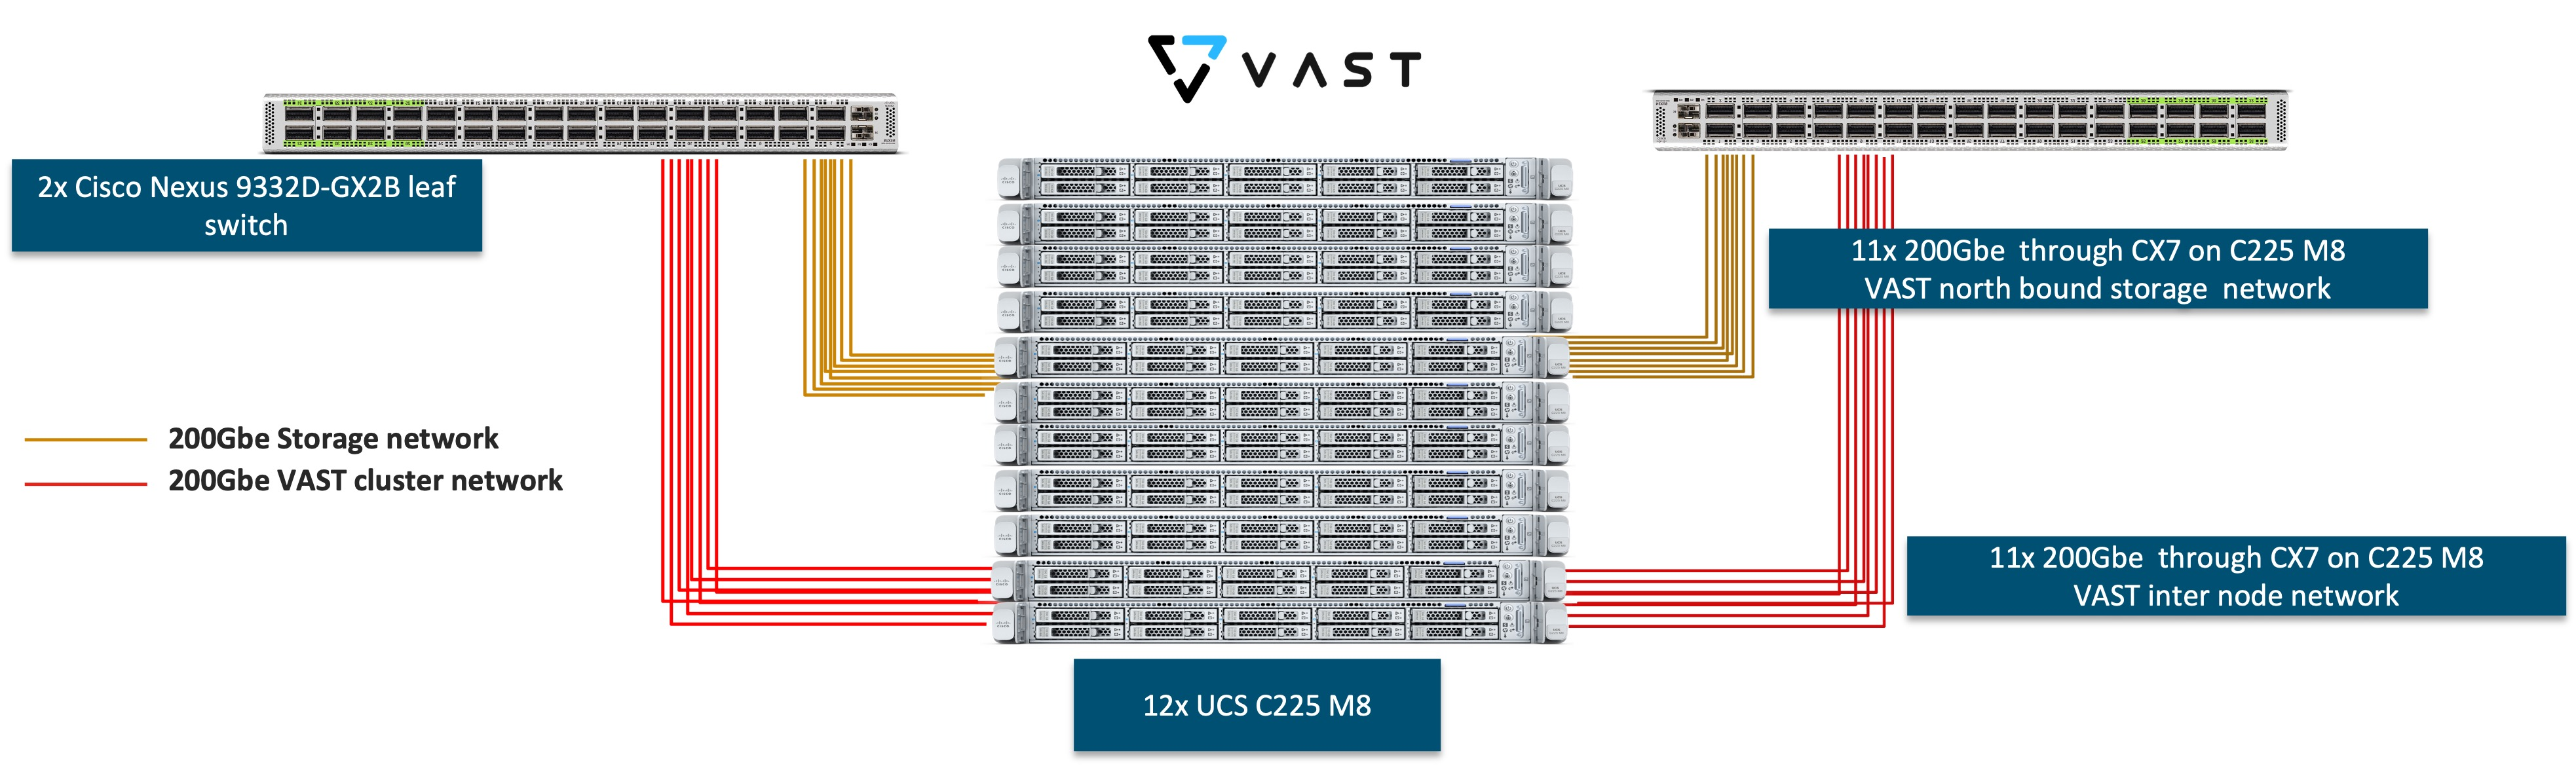 VAST
2x Cisco Nexus 9332D-GX2B leaf
switch
11x 200Gbe through CX7 on C225 M8
VAST north bound storage network
200Gbe Storage network
200Gbe VAST cluster network
11x 200Gbe through CX7 on C225 M8
VAST inter node network
12x UCS C225 M8